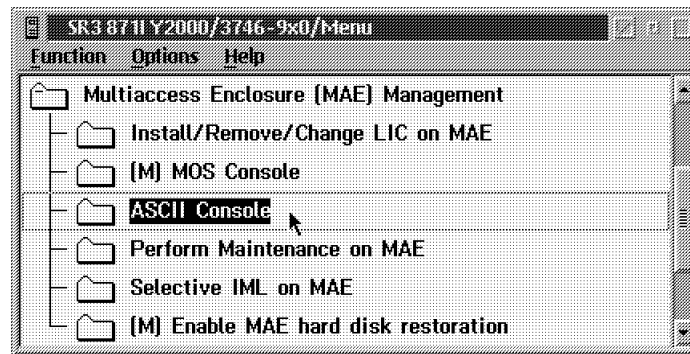 SR3 871I Y2000/3746-9x0/Menu
Function Options Help
Multiaccess Enclosure (MAE) Management
Install/Remove/Change LIC on MAE
(M) MOS Console
ASCII Console
Perform Maintenance on MAE
Selective IML on MAE
(M) Enable MAE hard disk restoration